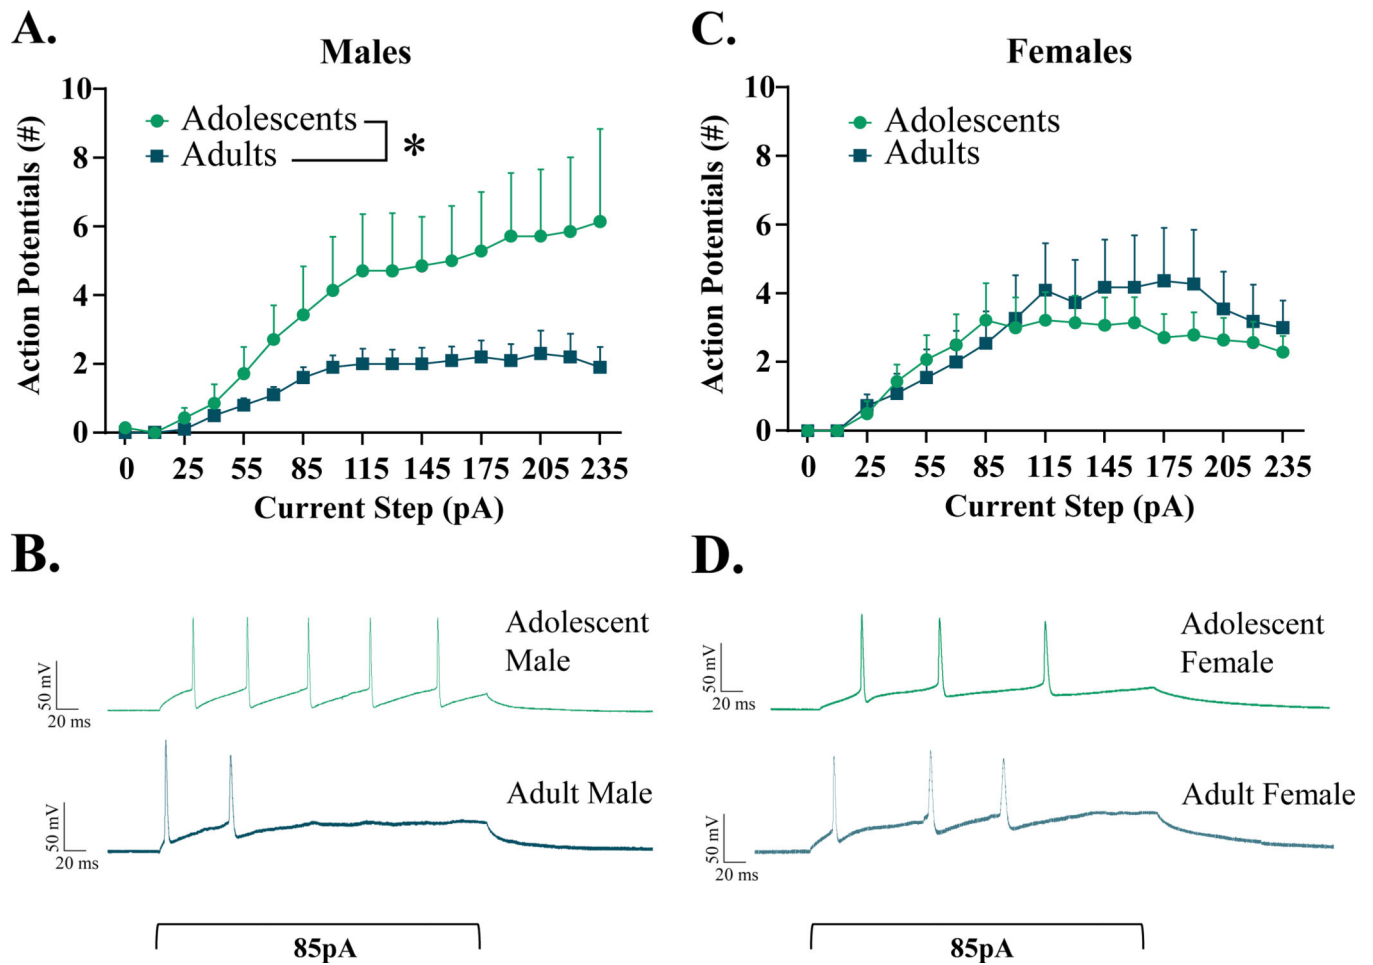 A.
Males
10
8
6
4
2
0
Action Potentials (#)
Adolescents
Adults
*
0 25 55 85 115 145 175 205 235
Current Step (pA)
C.
Females
10
8
6
4
2
0
Action Potentials (#)
Adolescents
Adults
0 25 55 85 115 145 175 205 235
Current Step (pA)
B.
Adolescent
Male
50 mV
20 ms
Adult Male
50 mV
20 ms
85pA
D.
Adolescent
Female
50 mV
20 ms
Adult Female
50 mV
20 ms
85pA